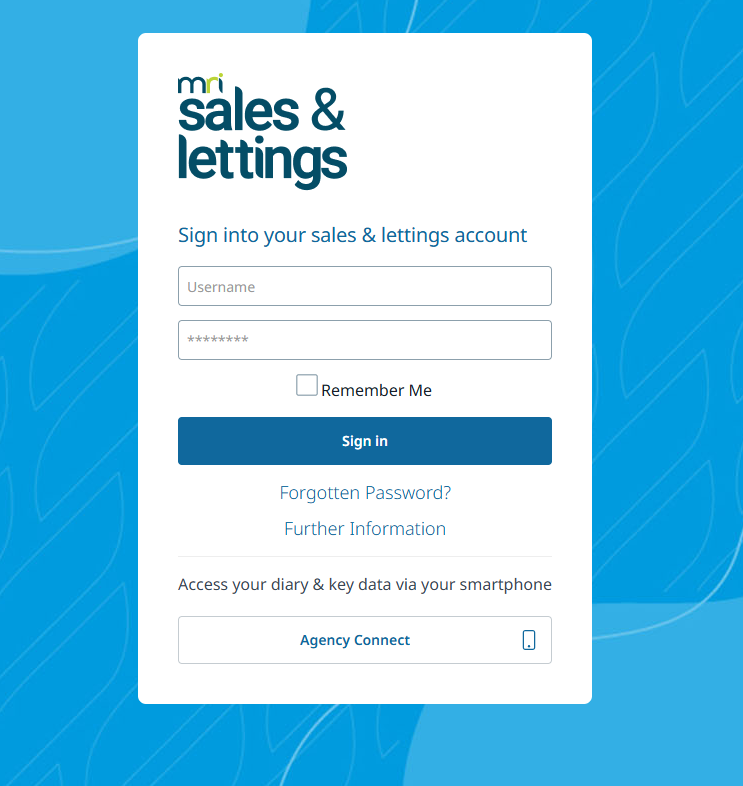 mri
sales &
lettings
Sign into your sales & lettings account
Username
********
Remember Me
Sign in
Forgotten Password?
Further Information
Access your diary & key data via your smartphone
Agency Connect